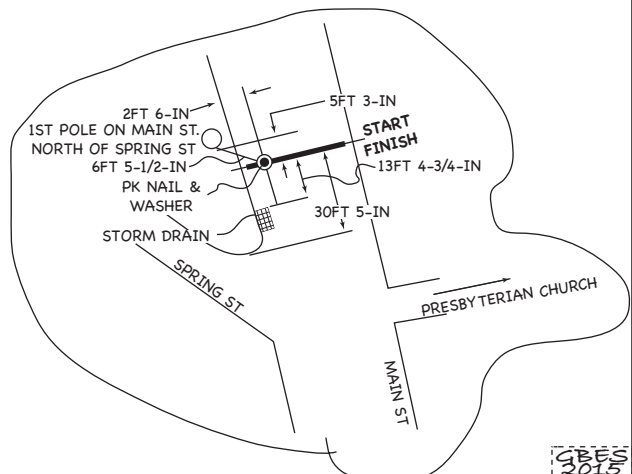 2FT 6-IN
5FT 3-IN
1ST POLE ON MAIN ST.
NORTH OF SPRING ST
START
FINISH
6FT 5-1/2-IN
13FT 4-3/4-IN
PK NAIL &
WASHER
30FT 5-IN
STORM DRAIN
SPRING ST
PRESBYTERIAN CHURCH
MAIN ST
GBES
2015